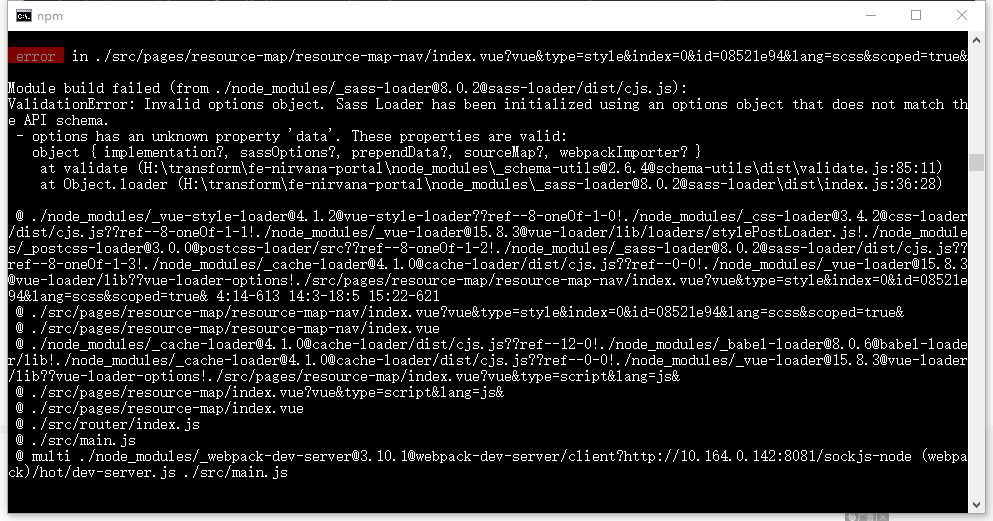 npm
error in ./src/pages/resource-map/resource-map-nav/index.vue?vue&type=style&index=0&id=08521e94&lang=scss&scoped=true&
Module build failed (from ./node_modules/_sass-loader@8.0.2@sass-loader/dist/cjs.js):
ValidationError: Invalid options object. Sass Loader has been initialized using an options object that does not match th
e API schema.
- options has an unknown property 'data'. These properties are valid:
object { implementation?, sassOptions?, prependData?, sourceMap?, webpackImporter? }
at validate (H:\transform\fe-nirvana-portal\node_modules\_schema-utils@2.6.4@schema-utils\dist\validate.js:85:11)
at Object.loader (H:\transform\fe-nirvana-portal\node_modules\_sass-loader@8.0.2@sass-loader\dist\index.js:36:28)
@ ./node_modules/_vue-style-loader@4.1.2@vue-style-loader??ref--8-oneOf-1-0!./node_modules/_css-loader@3.4.2@css-loader
/dist/cjs.js??ref--8-oneOf-1-1!./node_modules/_vue-loader@15.8.3@vue-loader/lib/loaders/stylePostLoader.js!./node_module
s/_postcss-loader@3.0.0@postcss-loader/src??ref--8-oneOf-1-2!./node_modules/_sass-loader@8.0.2@sass-loader/dist/cjs.js??
ref--8-oneOf-1-3!./node_modules/_cache-loader@4.1.0@cache-loader/dist/cjs.js??ref--0-0!./node_modules/_vue-loader@15.8.3
@vue-loader/lib??vue-loader-options!./src/pages/resource-map/resource-map-nav/index.vue?vue&type=style&index=0&id=08521e
94&lang=scss&scoped=true& 4:14-613 14:3-18:5 15:22-621
@ ./src/pages/resource-map/resource-map-nav/index.vue?vue&type=style&index=0&id=08521e94&lang=scss&scoped=true&
@ ./src/pages/resource-map/resource-map-nav/index.vue
@ ./node_modules/_cache-loader@4.1.0@cache-loader/dist/cjs.js??ref--12-0!./node_modules/_babel-loader@8.0.6@babel-loade
r/lib!./node_modules/_cache-loader@4.1.0@cache-loader/dist/cjs.js??ref--0-0!./node_modules/_vue-loader@15.8.3@vue-loader
/lib??vue-loader-options!./src/pages/resource-map/index.vue?vue&type=script&lang=js&
@ ./src/pages/resource-map/index.vue?vue&type=script&lang=js&
@ ./src/pages/resource-map/index.vue
@ ./src/router/index.js
@ ./src/main.js
@ multi ./node_modules/_webpack-dev-server@3.10.1@webpack-dev-server/client?http://10.164.0.142:8081/sockjs-node (webpa
ck)/hot/dev-server.js ./src/main.js